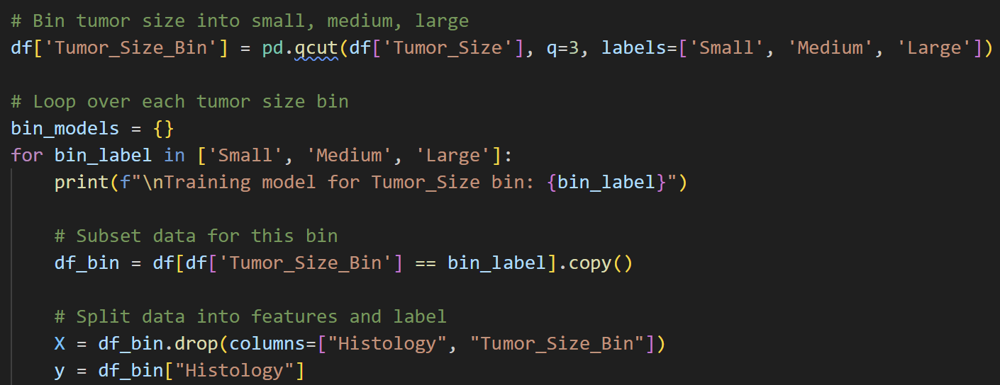 # Bin tumor size into small, medium, large
df['Tumor_Size_Bin'] = pd.qcut(df['Tumor_Size'], q=3, labels=['Small', 'Medium', 'Large'])
# Loop over each tumor size bin
bin_models = {}
for bin_label in ['Small', 'Medium', 'Large']:
    print(f"\nTraining model for Tumor_Size bin: {bin_label}")
    # Subset data for this bin
    df_bin = df[df['Tumor_Size_Bin'] == bin_label].copy()
    # Split data into features and label
    X = df_bin.drop(columns=["Histology", "Tumor_Size_Bin"])
    y = df_bin["Histology"]